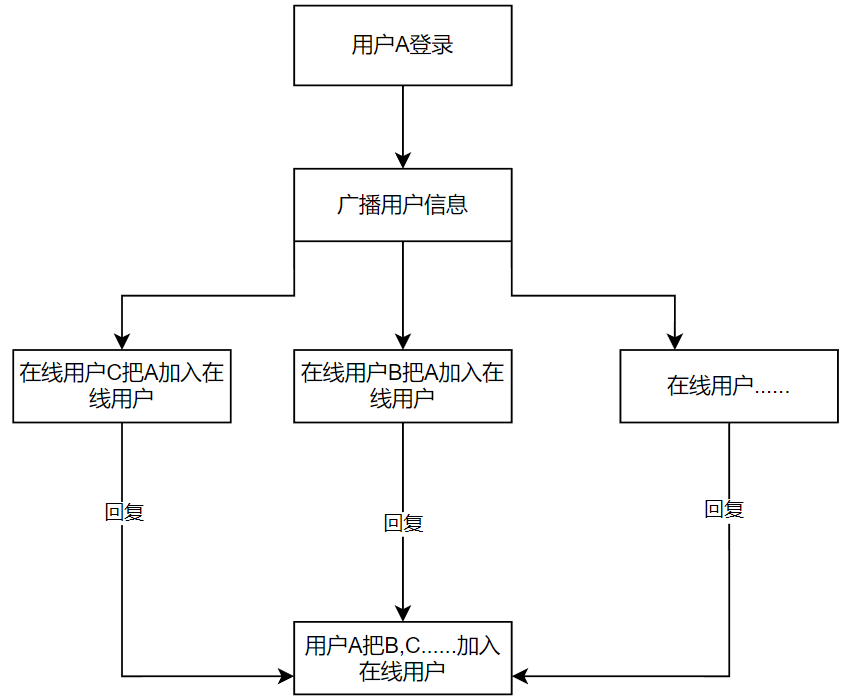 用户A登录
广播用户信息
在线用户C把A加入在
线用户
在线用户B把A加入在
线用户
在线用户......
回复
回复
回复
用户A把B,C......加入
在线用户